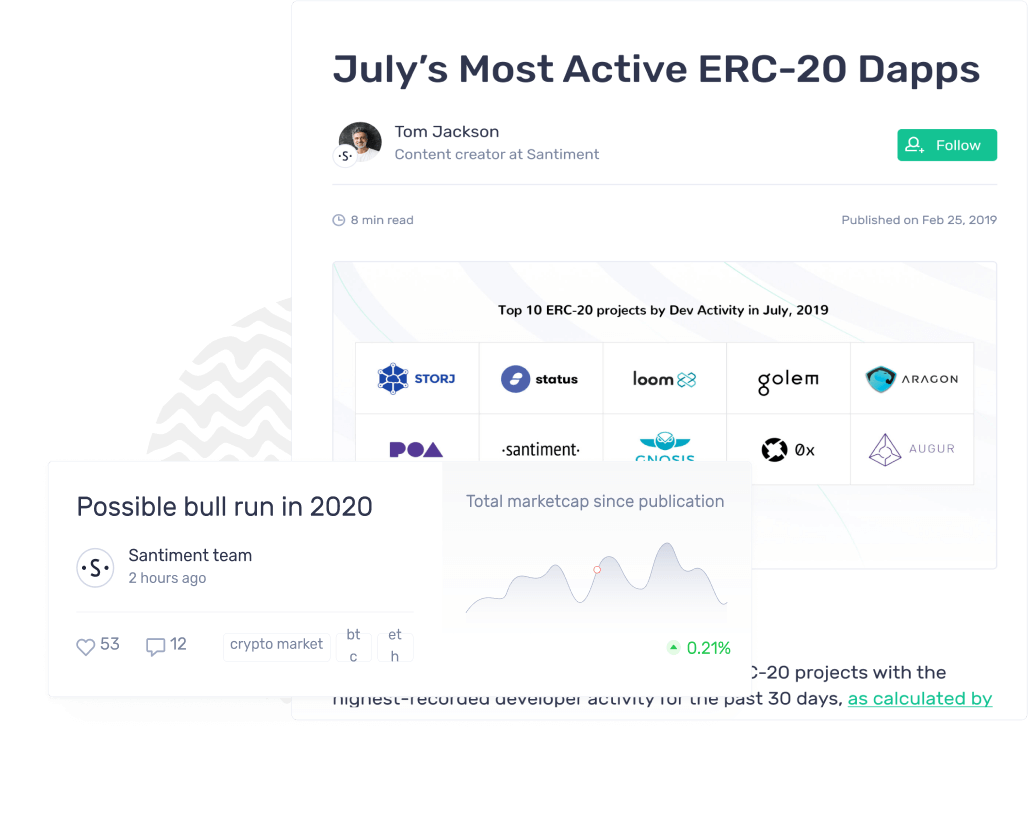 July’s Most Active ERC-20 Dapps
Tom Jackson
Content creator at Santiment
Follow
·S·
8 min read
Published on Feb 25, 2019
Top 10 ERC-20 projects by Dev Activity in July, 2019
STORJ
status
loom
golem
ARAGON
POA
·santiment·
GNOSIS
0x
AUGUR
Possible bull run in 2020
·S·
Santiment team
2 hours ago
53
12
crypto market
bt
c
et
h
Total marketcap since publication
0.21%
C-20 projects with the
highest-recorded developer activity for the past 30 days, as calculated by